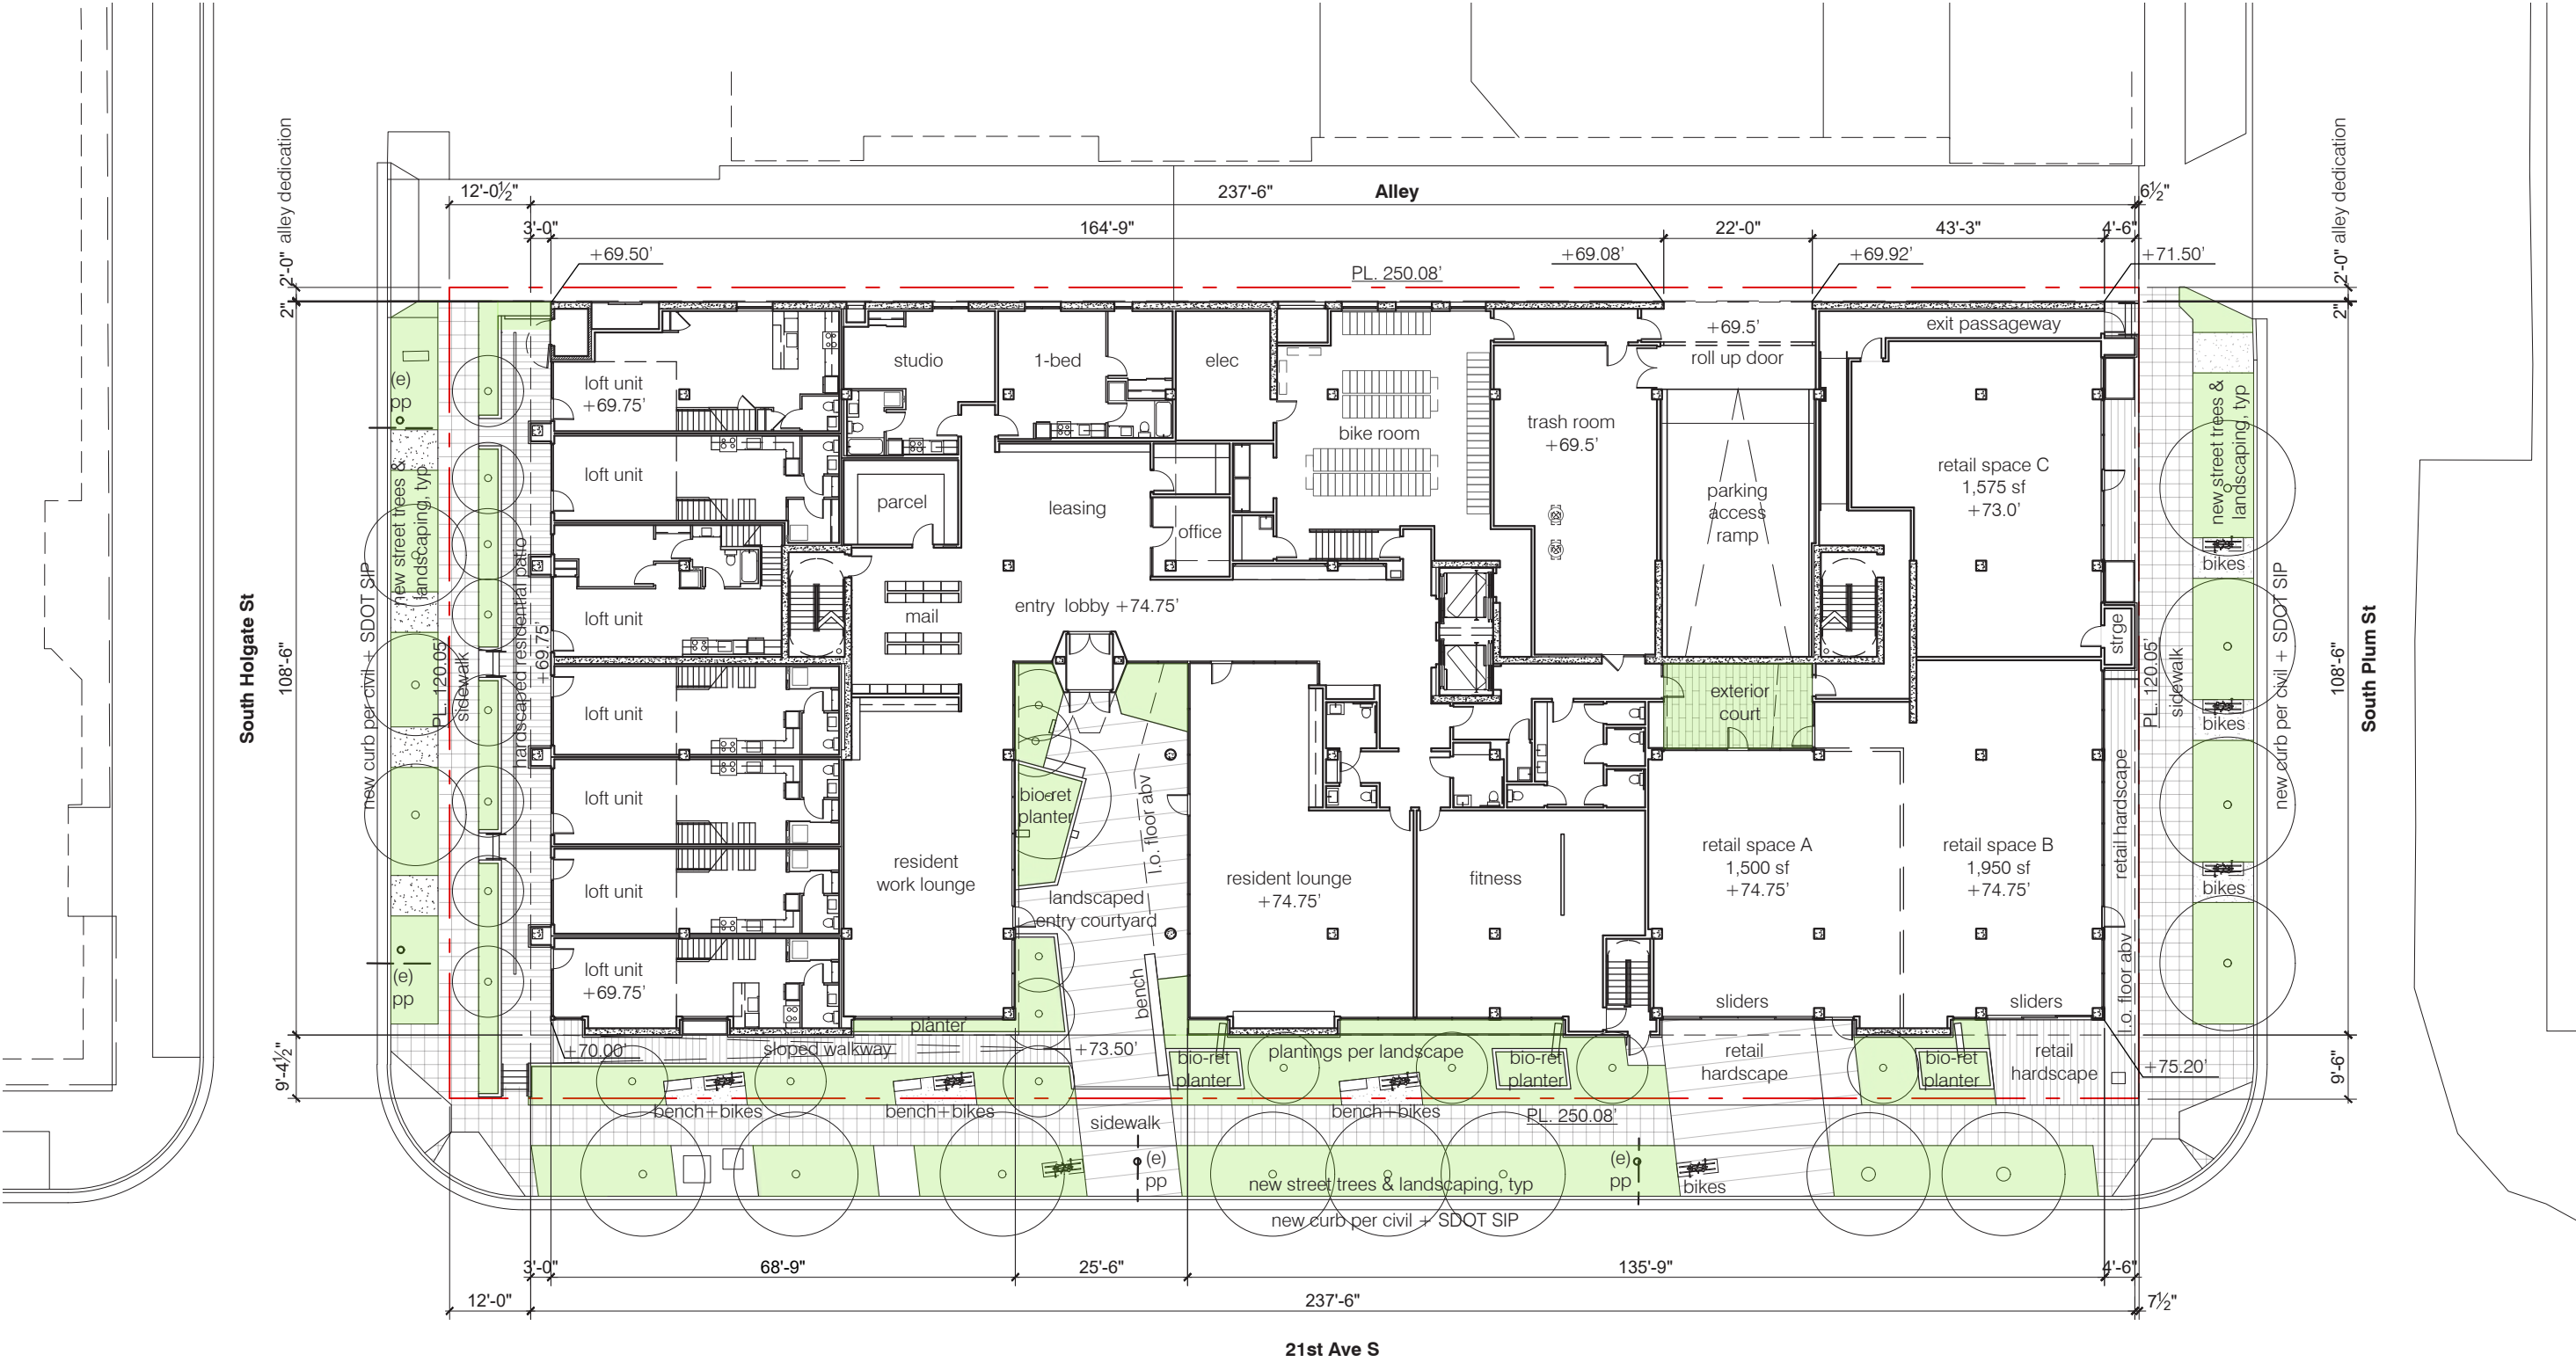 12'-0½"
237'-6"
Alley
6½"
3'-0"
164'-9"
22'-0"
43'-3"
4'-6"
+69.50'
+69.08'
+69.92'
+71.50'
PL. 250.08'
2'-0" alley dedication
2"
108'-6"
9'-4½"
South Holgate St
new curb per civil + SDOT SIP
(e)
pp
new street trees &
landscaping, typ
(e)
pp
PL. 120.05'
sidewalk
hardscaped residential patio
+69.75'
loft unit
+69.75'
loft unit
loft unit
loft unit
loft unit
loft unit
loft unit
+69.75'
studio
1-bed
elec
parcel
leasing
office
mail
entry lobby +74.75'
bike room
trash room
+69.5'
+69.5'
roll up door
parking
access
ramp
exit passageway
retail space C
1,575 sf
+73.0'
strge
exterior
court
resident
work lounge
bio-ret
planter
l.o. floor abv
landscaped
entry courtyard
bench
resident lounge
+74.75'
fitness
retail space A
1,500 sf
+74.75'
retail space B
1,950 sf
+74.75'
sliders
sliders
retail hardscape
l.o. floor abv
PL. 120.05'
sidewalk
new street trees &
landscaping, typ
bikes
bikes
bikes
new curb per civil + SDOT SIP
2'-0" alley dedication
2"
108'-6"
9'-6"
South Plum St
planter
+70.00'
sloped walkway
+73.50'
bio-ret
planter
plantings per landscape
bio-ret
planter
retail
hardscape
bio-ret
planter
retail
hardscape
+75.20'
bench+bikes
bench+bikes
bench+bikes
PL. 250.08'
sidewalk
(e)
pp
(e)
pp
bikes
new street trees & landscaping, typ
new curb per civil + SDOT SIP
3'-0"
68'-9"
25'-6"
135'-9"
4'-6"
12'-0"
237'-6"
7½"
21st Ave S